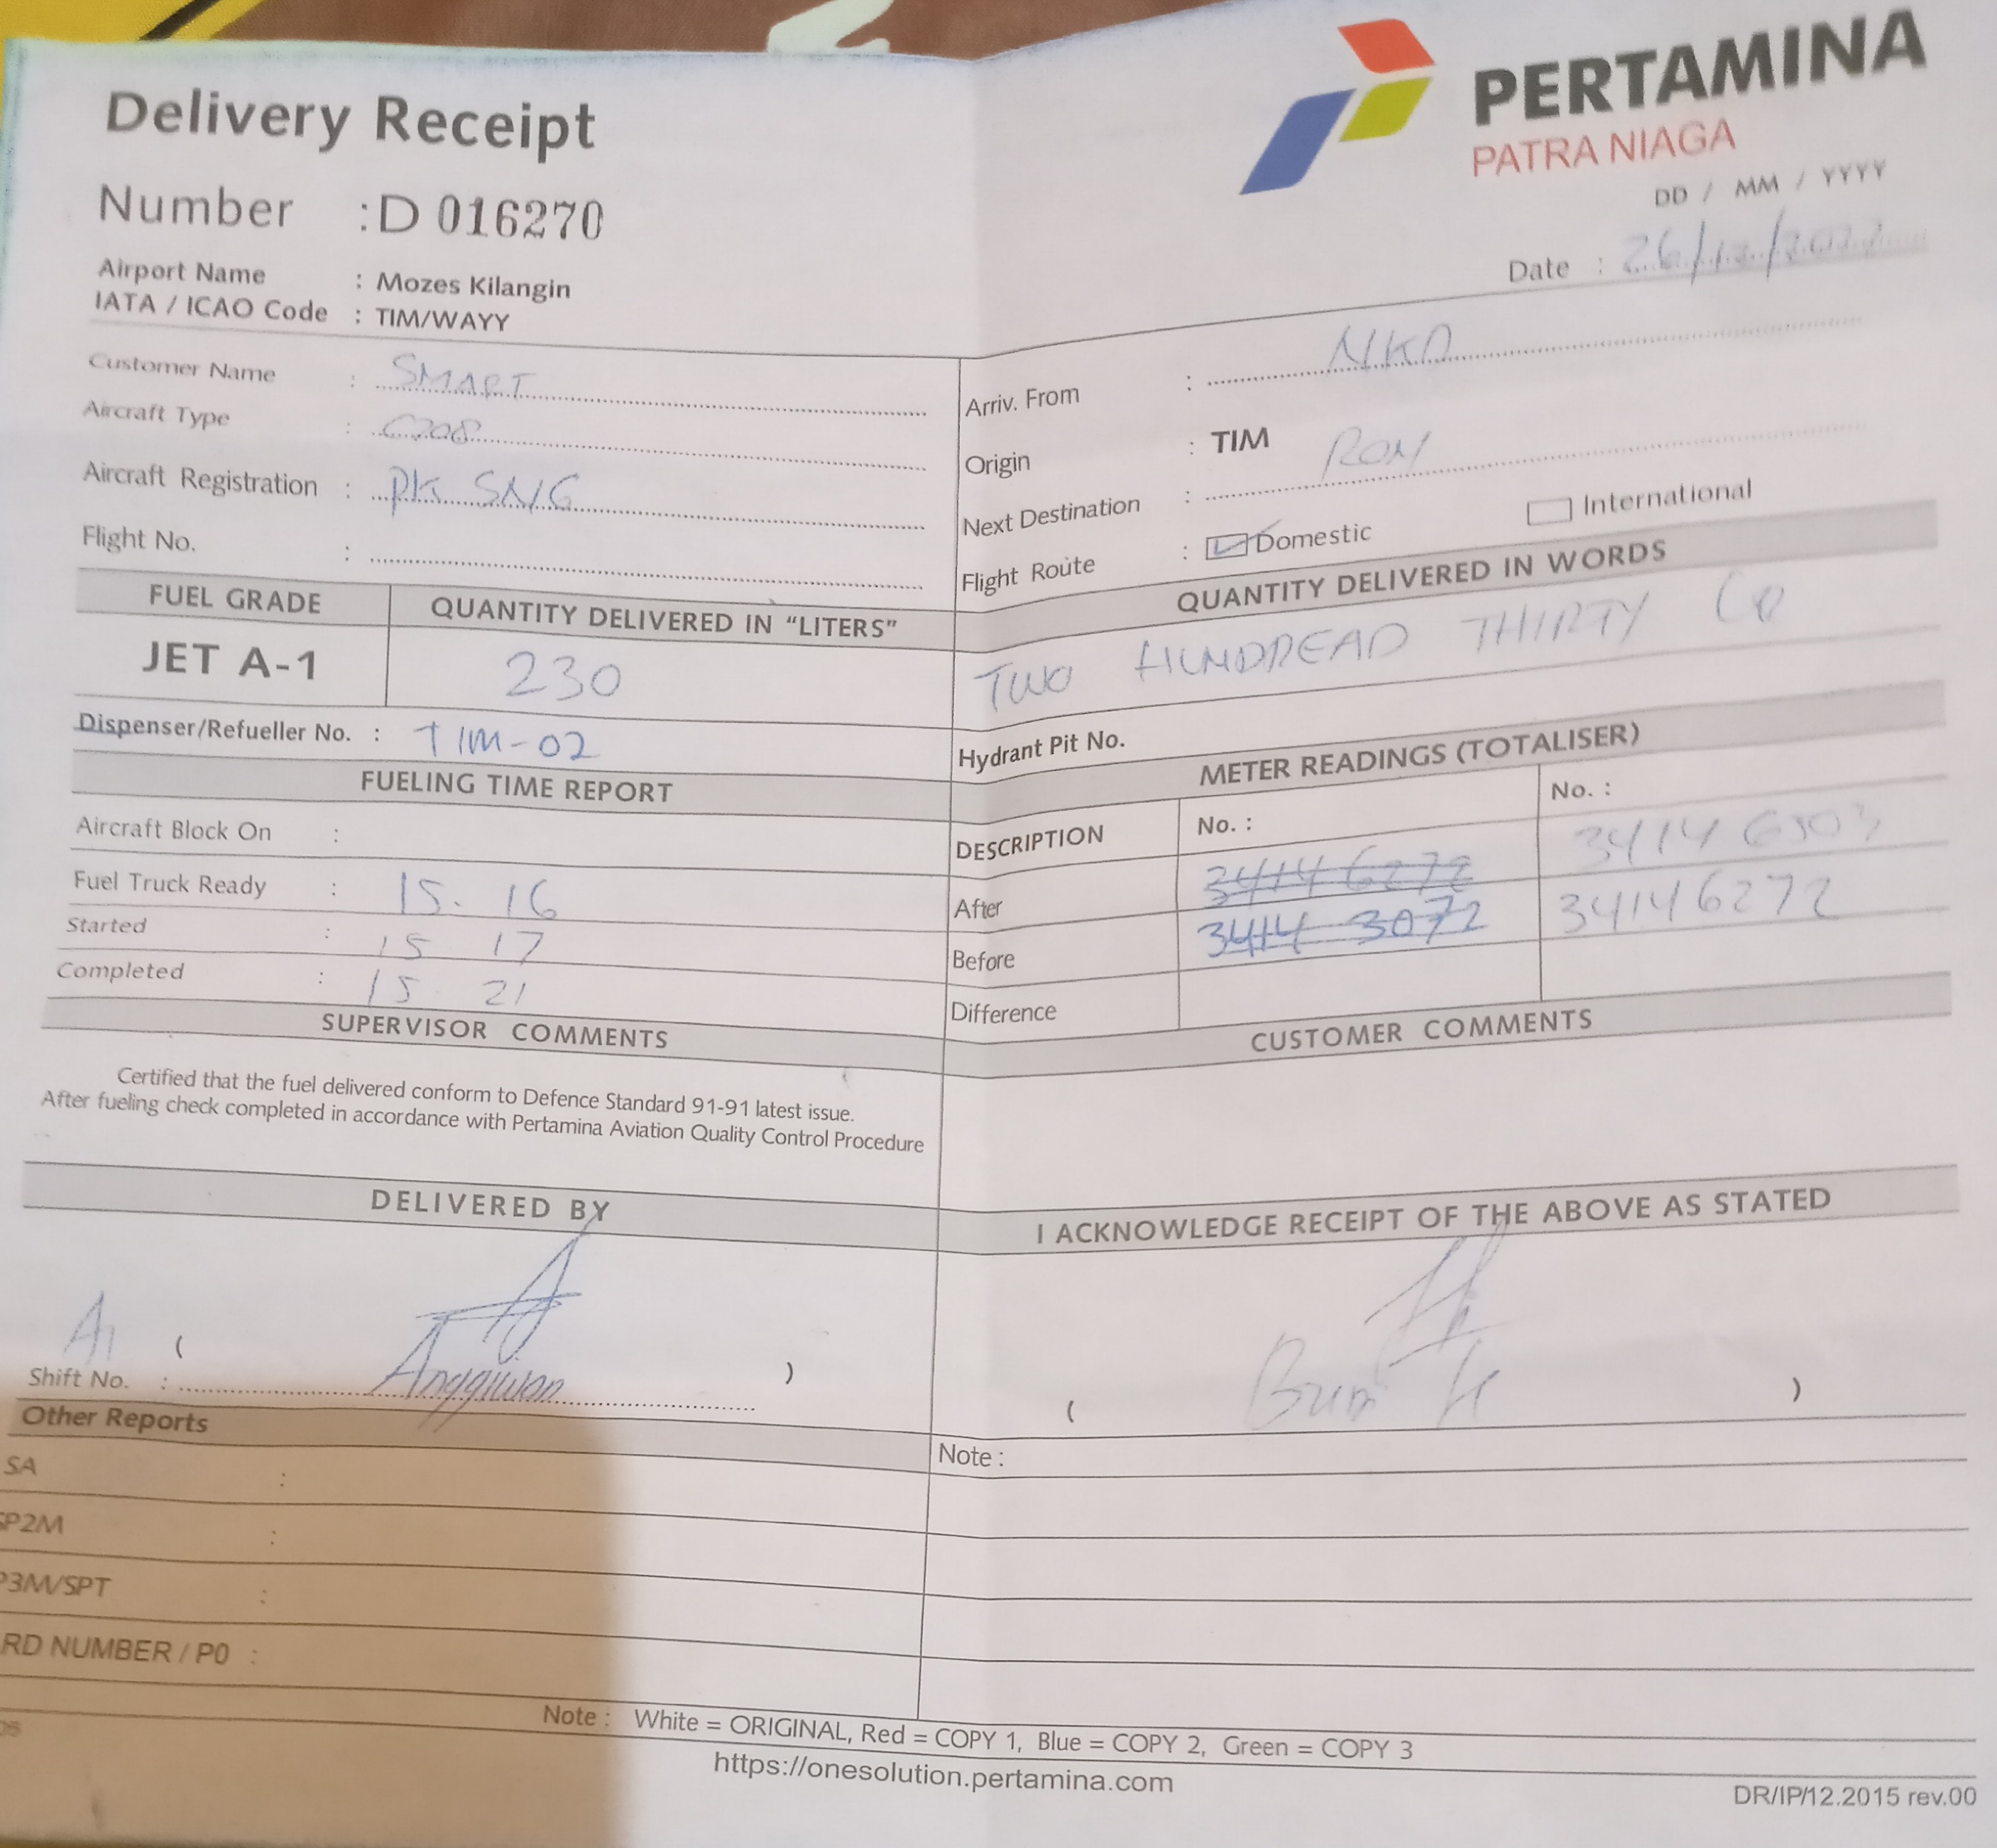 Delivery Receipt
PERTAMINA
PATRA NIAGA
Number : D 016270
DD / MM / YYYY
Date : 26/12/2022
Airport Name : Mozes Kilangin
IATA / ICAO Code : TIM/WAYY
Customer Name : SMART
Aircraft Type : C208
Aircraft Registration : PK SNG
Flight No. :
Arriv. From : NKD
Origin : TIM
Next Destination :
Flight Route : Domestic International
FUEL GRADE QUANTITY DELIVERED IN "LITERS" QUANTITY DELIVERED IN WORDS
JET A-1 230 TWO HUNDREAD THIRTY
Dispenser/Refueller No. : TIM-02 Hydrant Pit No.
FUELING TIME REPORT
Aircraft Block On :
Fuel Truck Ready : 15.16
Started : 15 17
Completed : 15 21
METER READINGS (TOTALISER)
DESCRIPTION No. : No. :
After 34146272
Before 3414 3072 34146272
Difference
SUPERVISOR COMMENTS
Certified that the fuel delivered conform to Defence Standard 91-91 latest issue.
After fueling check completed in accordance with Pertamina Aviation Quality Control Procedure
CUSTOMER COMMENTS
DELIVERED BY
A1 ( Anggiwan )
Shift No. :
I ACKNOWLEDGE RECEIPT OF THE ABOVE AS STATED
( )
Other Reports
SA :
SP2M :
P3M/SPT :
RD NUMBER / P0 :
Note :
Note : White = ORIGINAL, Red = COPY 1, Blue = COPY 2, Green = COPY 3
https://onesolution.pertamina.com
DR/IP/12.2015 rev.00